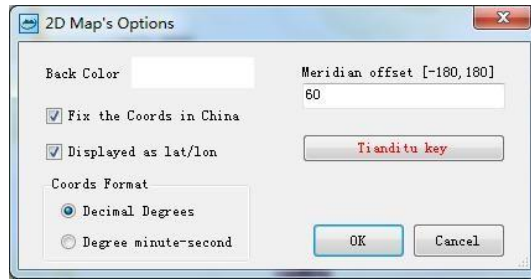 2D Map's Options
Back Color
Meridian offset [-180,180]
60
Fix the Coords in China
Displayed as lat/lon
Tianditu key
Coords Format
Decimal Degrees
Degree minute-second
OK
Cancel